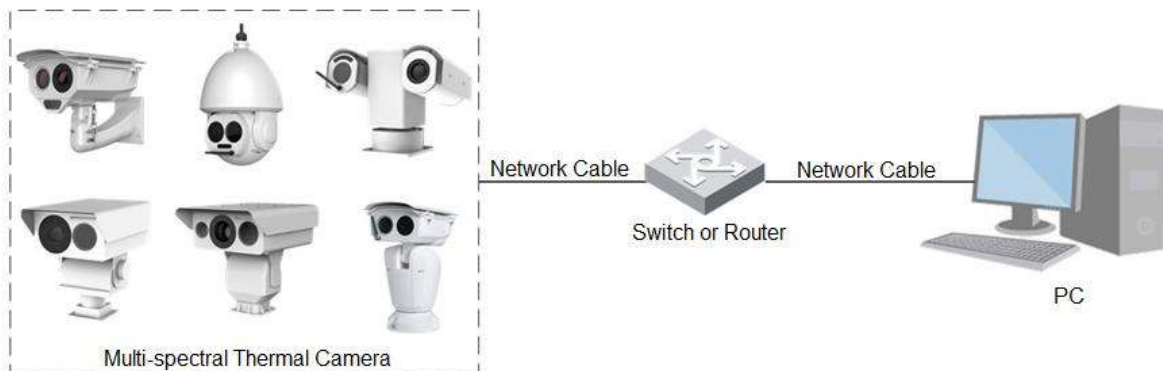 Network Cable
Network Cable
Switch or Router
PC
Multi-spectral Thermal Camera